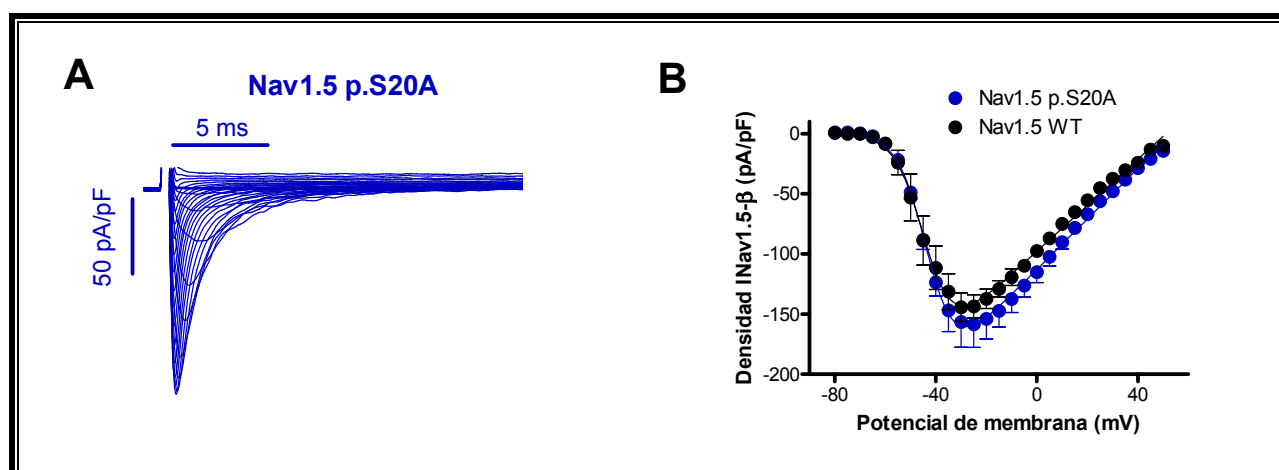 A
Nav1.5 p.S20A
5 ms
50 pA/pF
B
Nav1.5 p.S20A
Nav1.5 WT
Densidad INav1.5-β (pA/pF)
0
-50
-100
-150
-200
-80
-40
0
40
Potencial de membrana (mV)